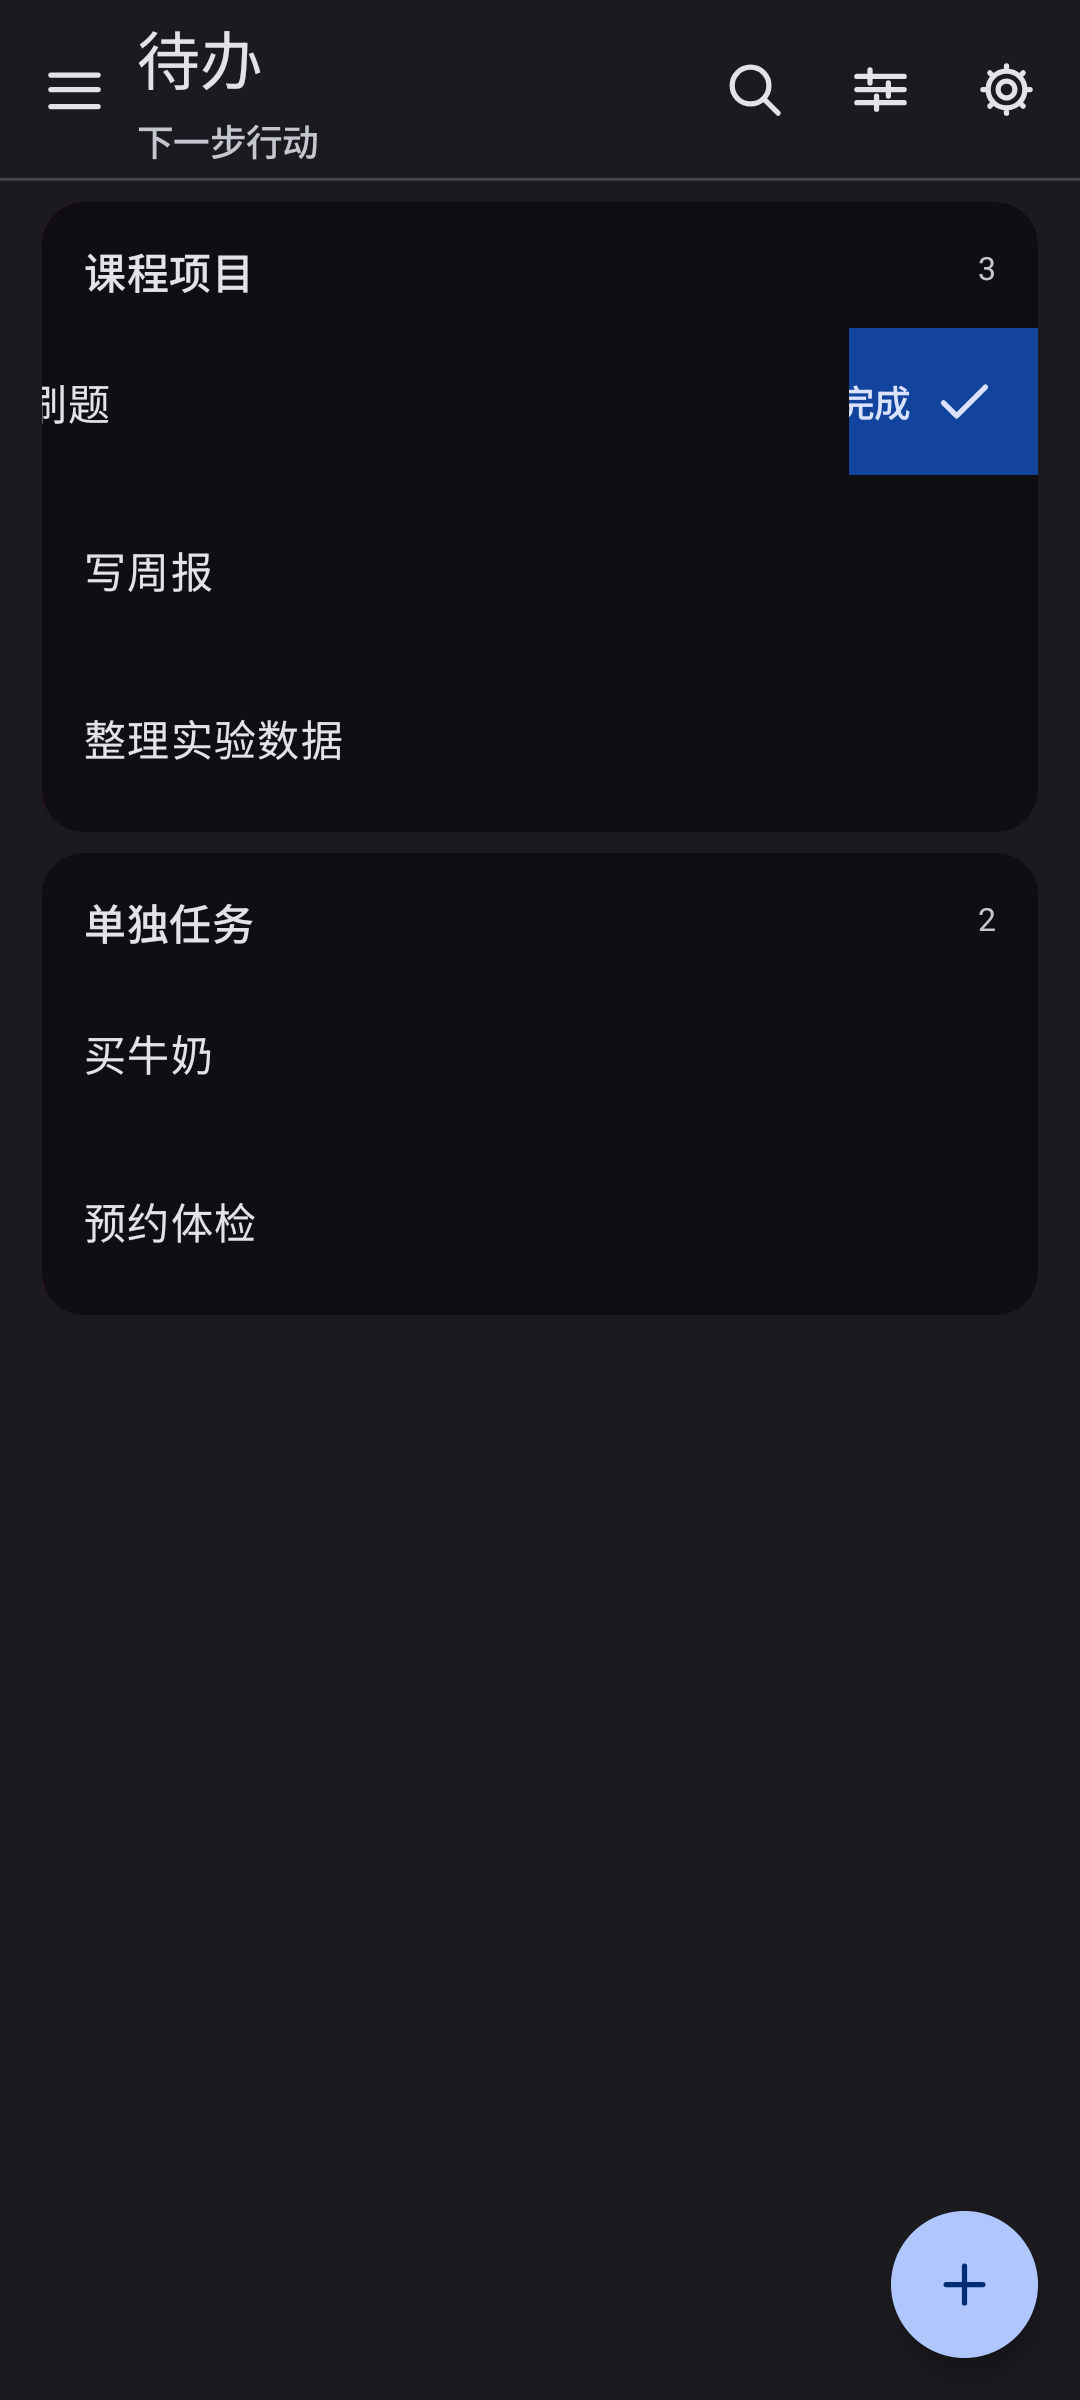 待办
下一步行动
课程项目 3
刷题 完成
写周报
整理实验数据
单独任务 2
买牛奶
预约体检